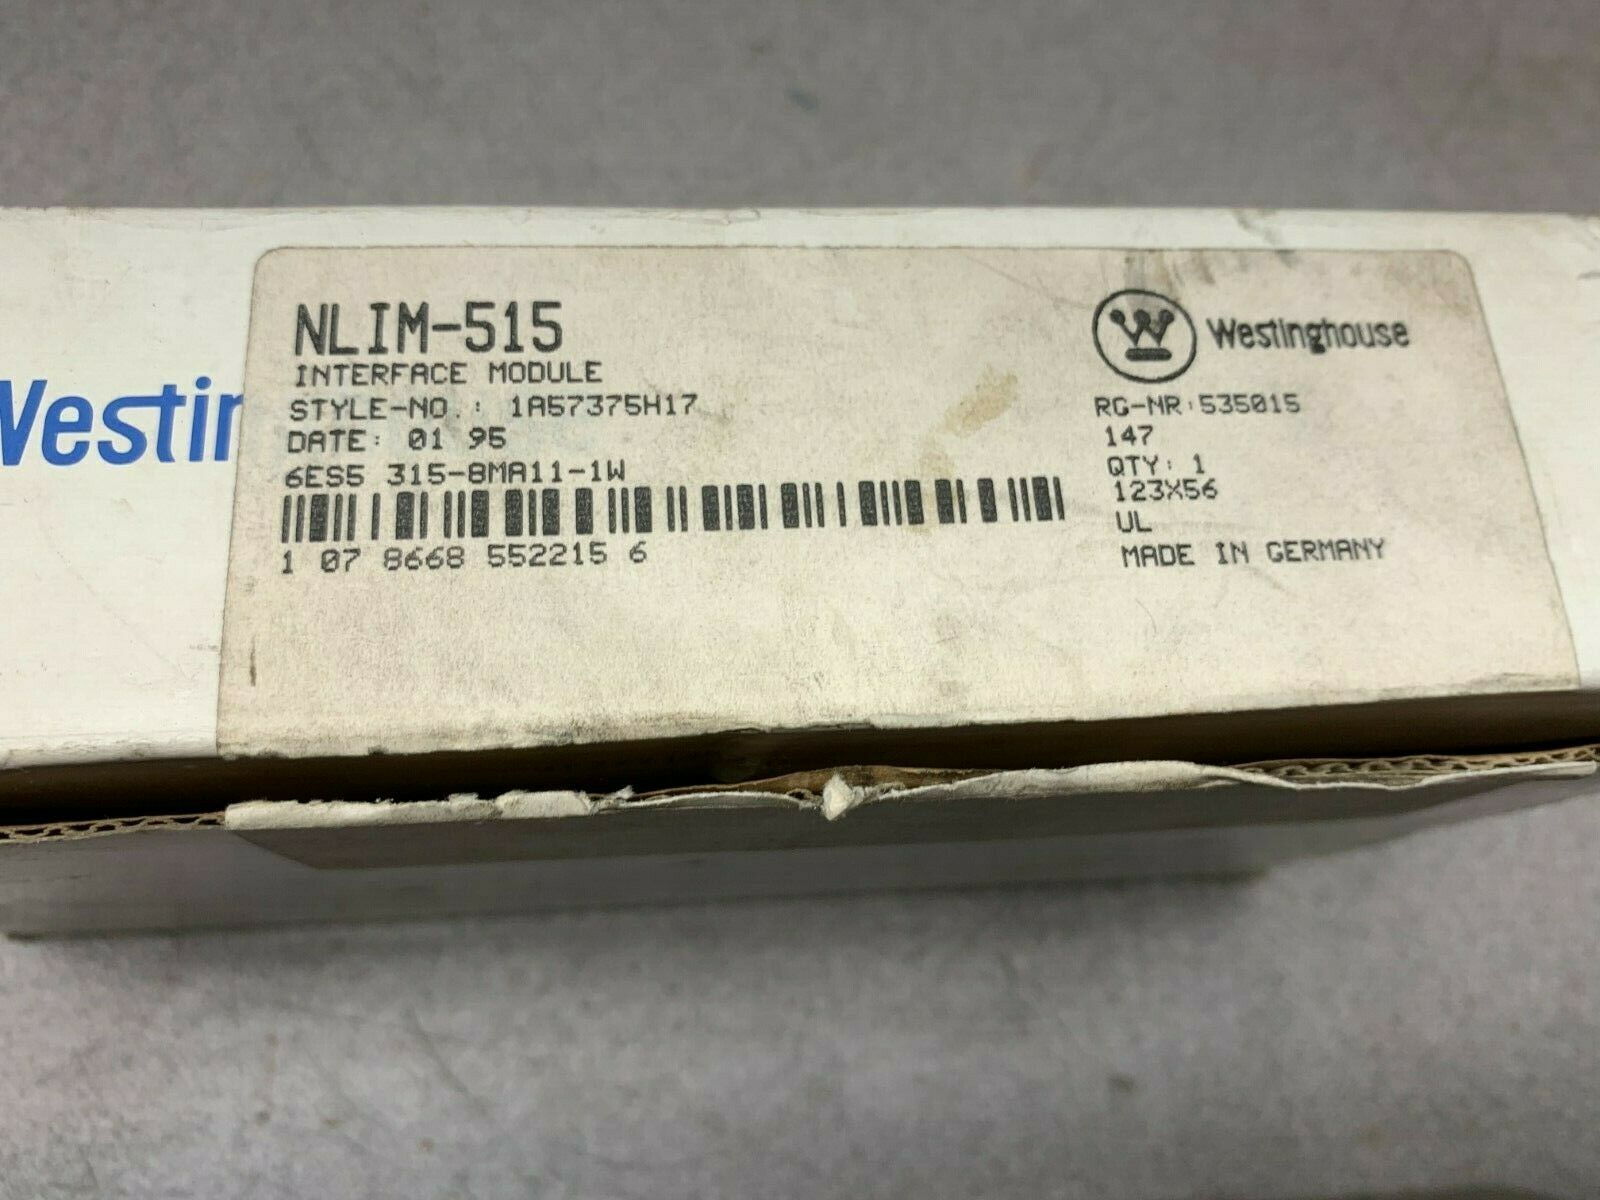 Westin
NLIM-515
INTERFACE MODULE
STYLE-NO.: 1A57375H17
DATE: 01 95
6ES5 315-8MA11-1W
1 07 8668 552215 6
W Westinghouse
RG-NR:535015
147
QTY: 1
123X56
UL
MADE IN GERMANY